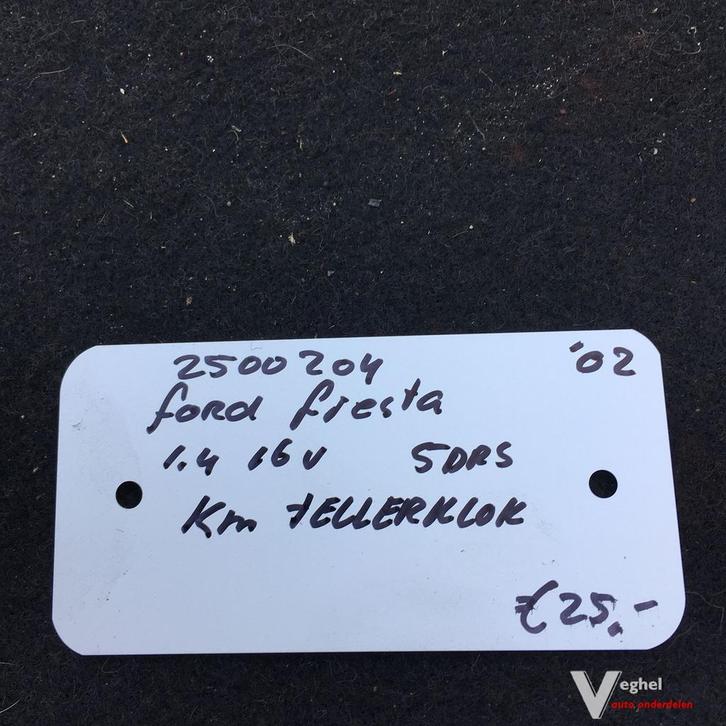 2500204 '02
ford fiesta
1.4 16v 5DRS
Km TELLERKLOK
€25,-
Veghel
auto onderdelen